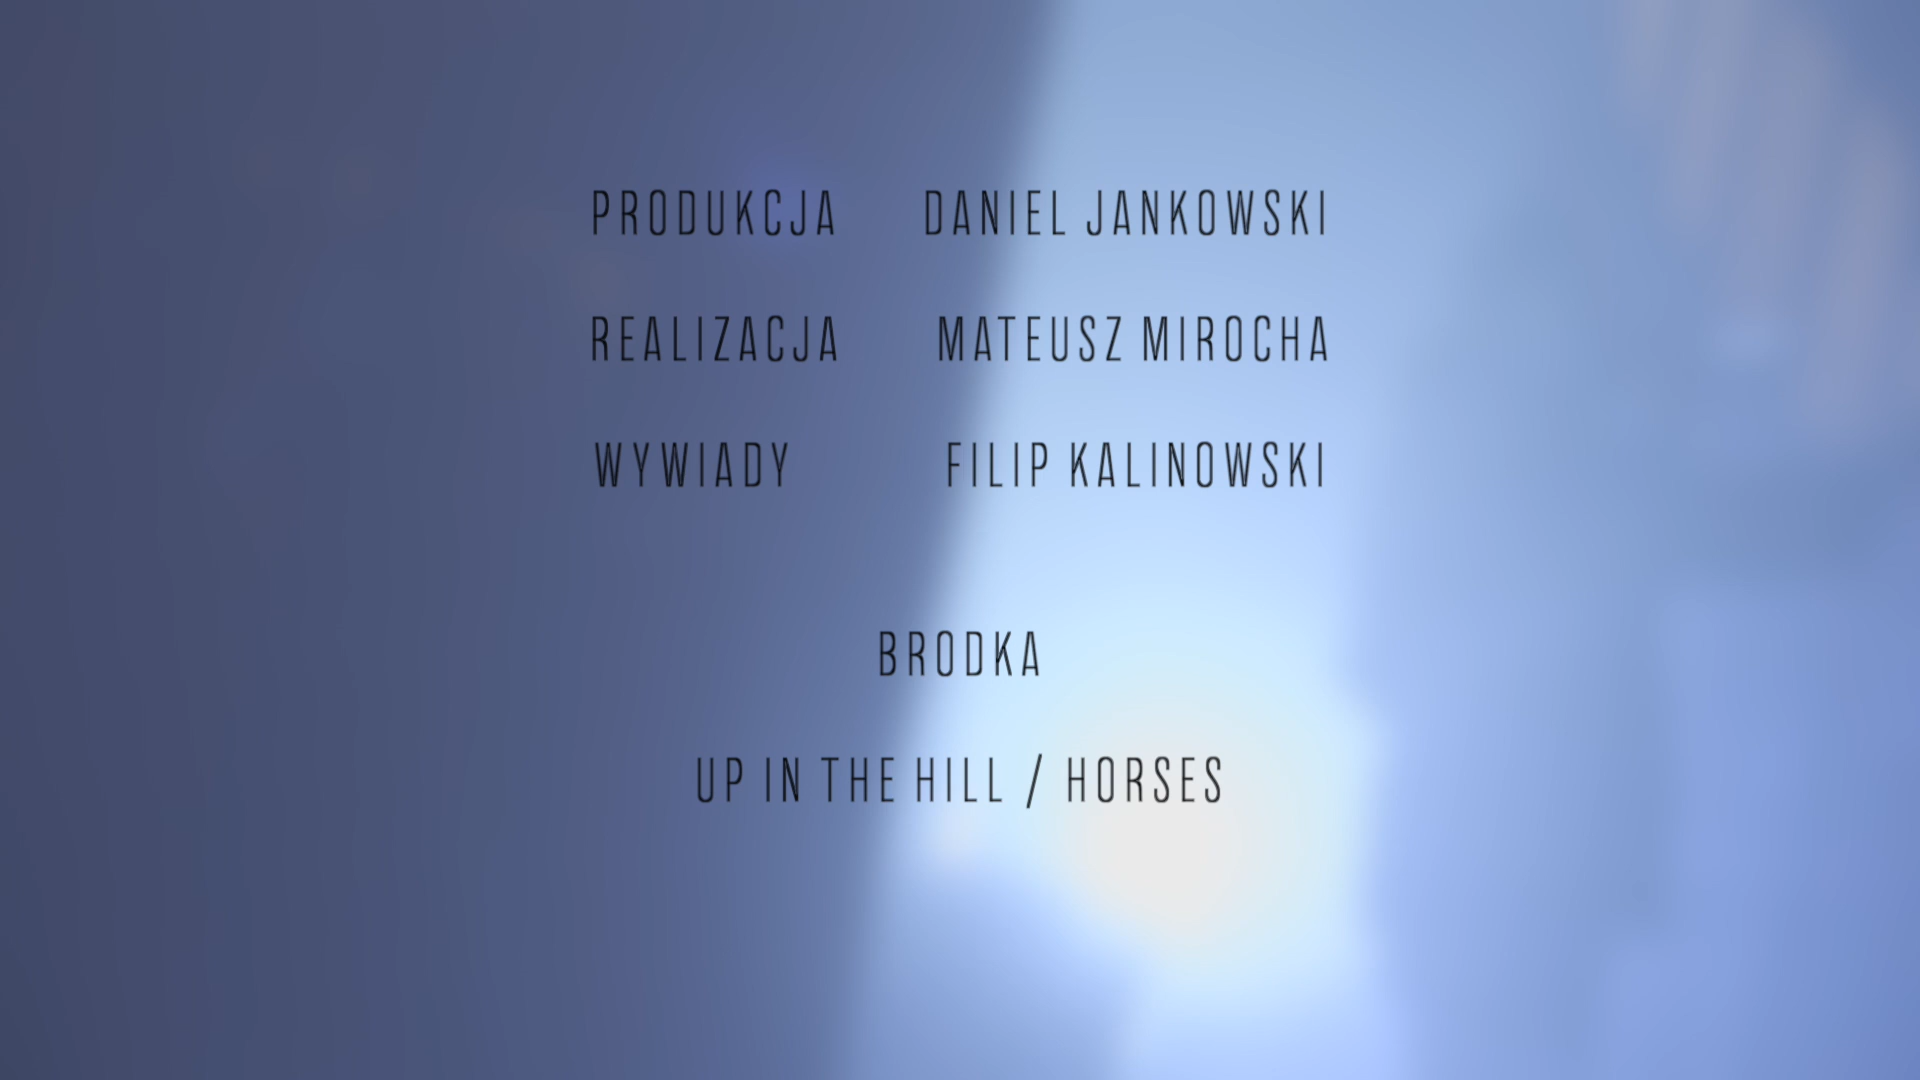 PRODUKCJA DANIEL JANKOWSKI
REALIZACJA MATEUSZ MIROCHA
WYWIADY FILIP KALINOWSKI
BRODKA
UP IN THE HILL / HORSES